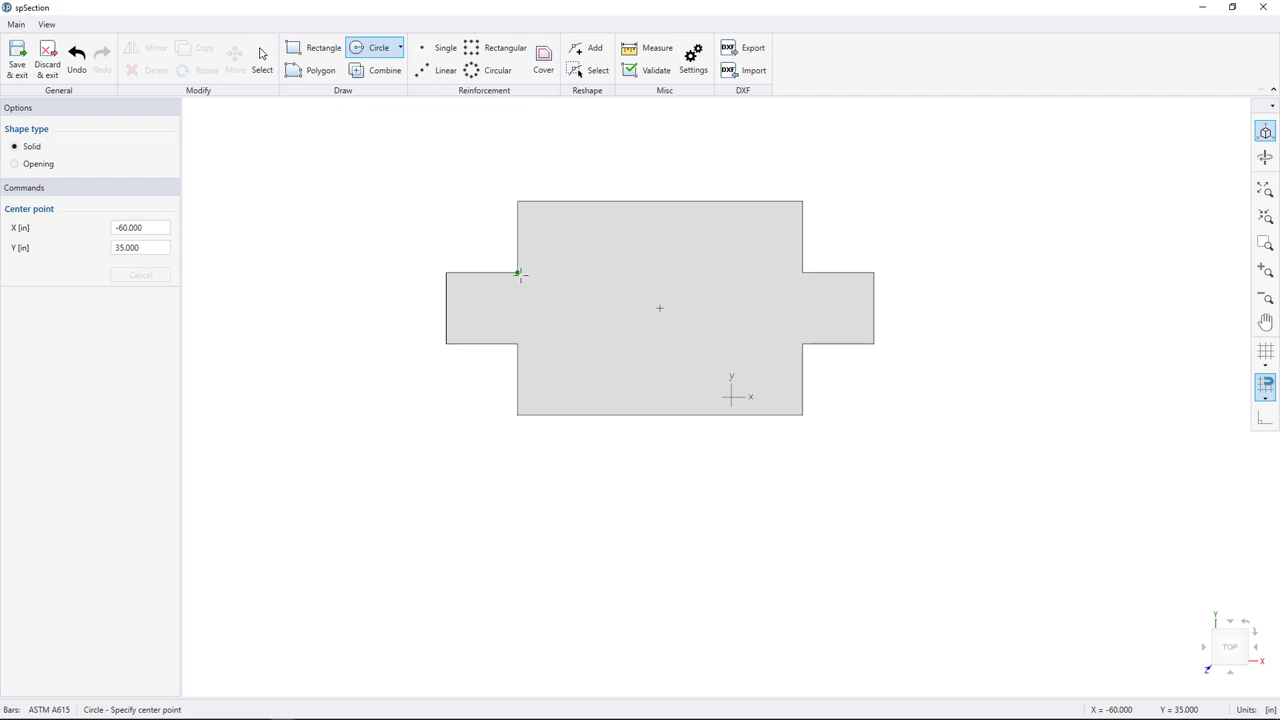 spSection
Main View
Save & exit
Discard & exit
Undo
Redo
General
Mirror
Copy
Delete
Rotate
Move
Select
Modify
Rectangle
Circle
Polygon
Combine
Draw
Single
Rectangular
Linear
Circular
Cover
Reinforcement
Add
Select
Reshape
Measure
Validate
Settings
Misc
DXF Export
DXF Import
DXF
Options
Shape type
Solid
Opening
Commands
Center point
X [in] -60.000
Y [in] 35.000
Cancel
y
x
Y
TOP
X
Z
Bars: ASTM A615 Circle - Specify center point X = -60.000 Y = 35.000 Units: [in]